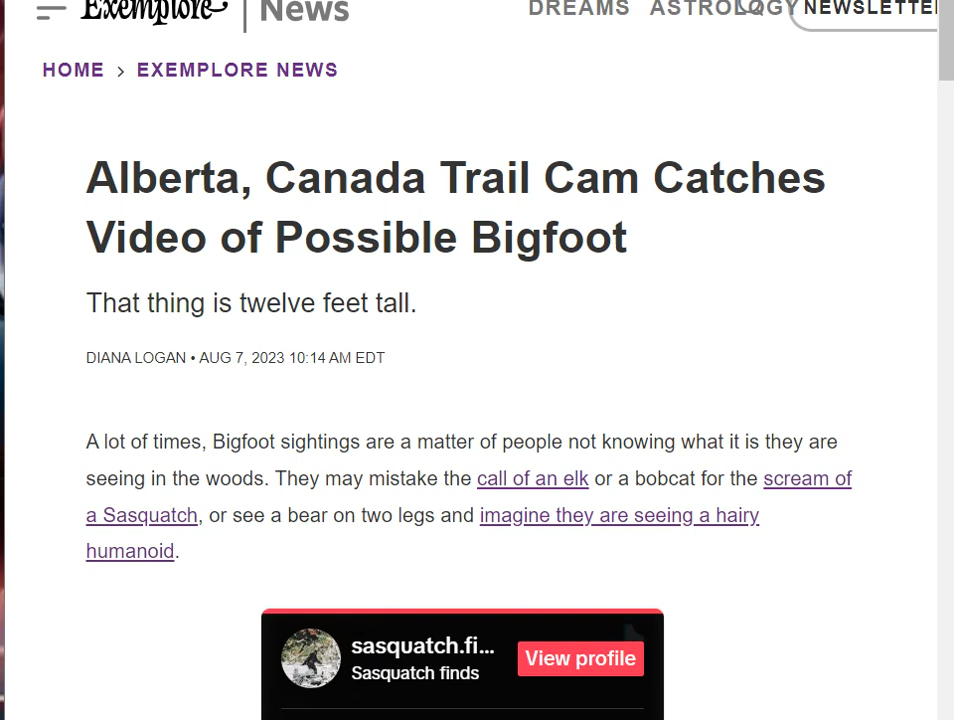 Exemplore | News DREAMS ASTROLOGY NEWSLETTE
HOME > EXEMPLORE NEWS
Alberta, Canada Trail Cam Catches
Video of Possible Bigfoot
That thing is twelve feet tall.
DIANA LOGAN • AUG 7, 2023 10:14 AM EDT
A lot of times, Bigfoot sightings are a matter of people not knowing what it is they are
seeing in the woods. They may mistake the call of an elk or a bobcat for the scream of
a Sasquatch, or see a bear on two legs and imagine they are seeing a hairy
humanoid.
sasquatch.fi...
Sasquatch finds
View profile